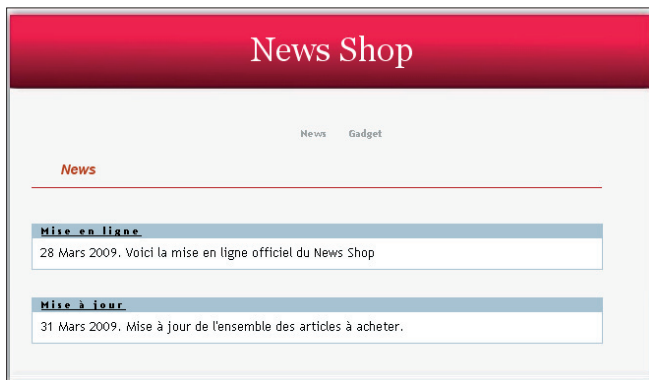 News Shop
News Gadget
News
Mise en ligne
28 Mars 2009. Voici la mise en ligne officiel du News Shop
Mise à jour
31 Mars 2009. Mise à jour de l'ensemble des articles à acheter.